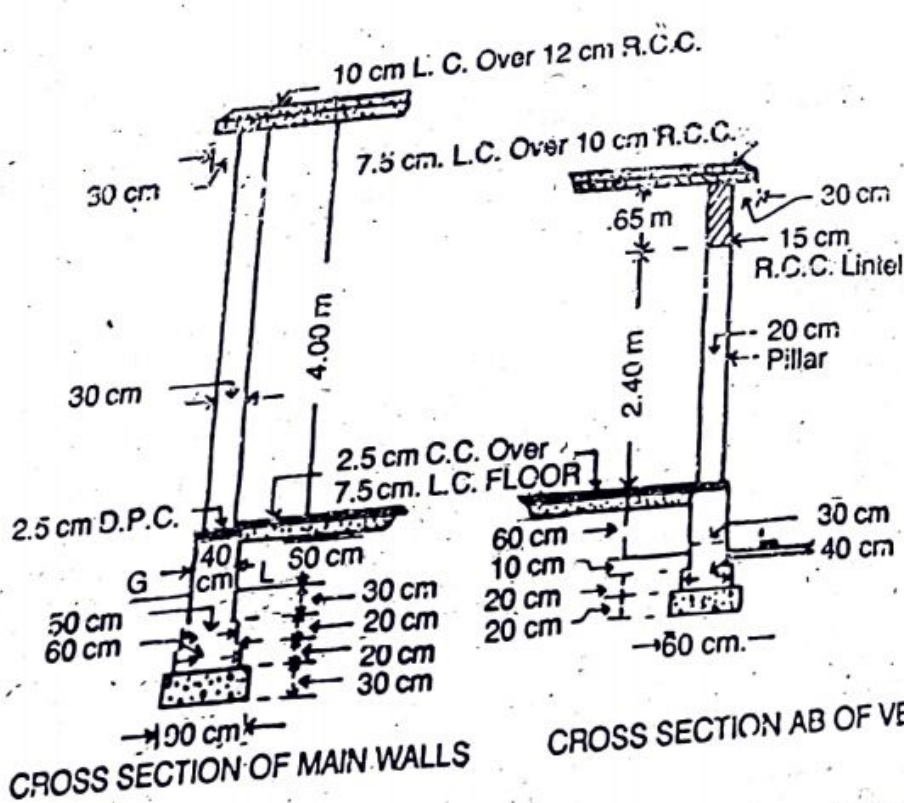 10 cm L. C. Over 12 cm R.C.C.
30 cm
4.00 m
30 cm
2.5 cm C.C. Over
7.5 cm. L.C. FLOOR
2.5 cm D.P.C.
40
cm
G
L
30 cm
50 cm
20 cm
60 cm
20 cm
30 cm
CROSS SECTION OF MAIN WALLS
7.5 cm. L.C. Over 10 cm R.C.C.
.65 m
30 cm
15 cm
R.C.C. Lintel
2.40 m
20 cm
Pillar
60 cm
30 cm
40 cm
10 cm
20 cm
20 cm
60 cm.
CROSS SECTION AB OF VE